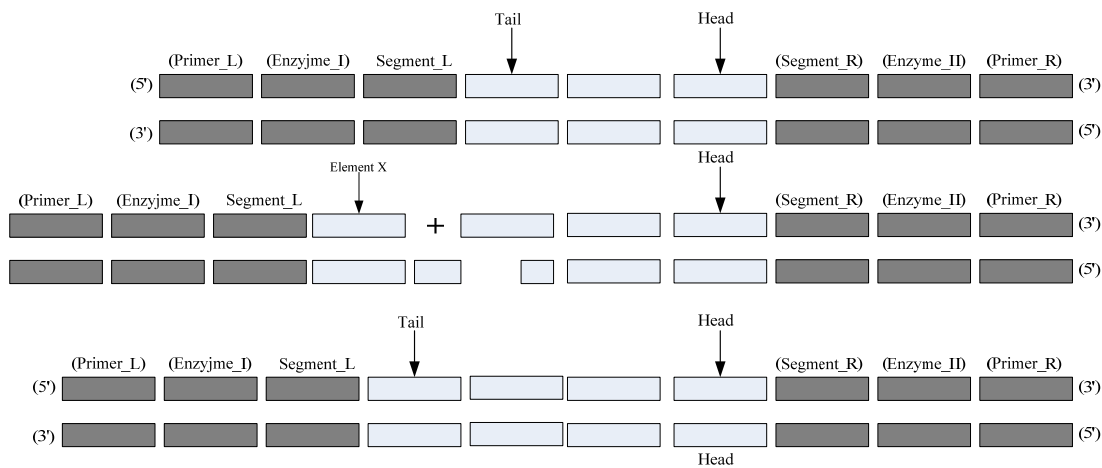 Tail Head
(Primer_L) (Enzyjme_I) Segment_L (Segment_R) (Enzyme_II) (Primer_R)
(5') (3')
(3') (5')
Element X Head
(Primer_L) (Enzyjme_I) Segment_L (Segment_R) (Enzyme_II) (Primer_R)
+ (3')
(5')
Tail Head
(Primer_L) (Enzyjme_I) Segment_L (Segment_R) (Enzyme_II) (Primer_R)
(5') (3')
(3') (5')
Head